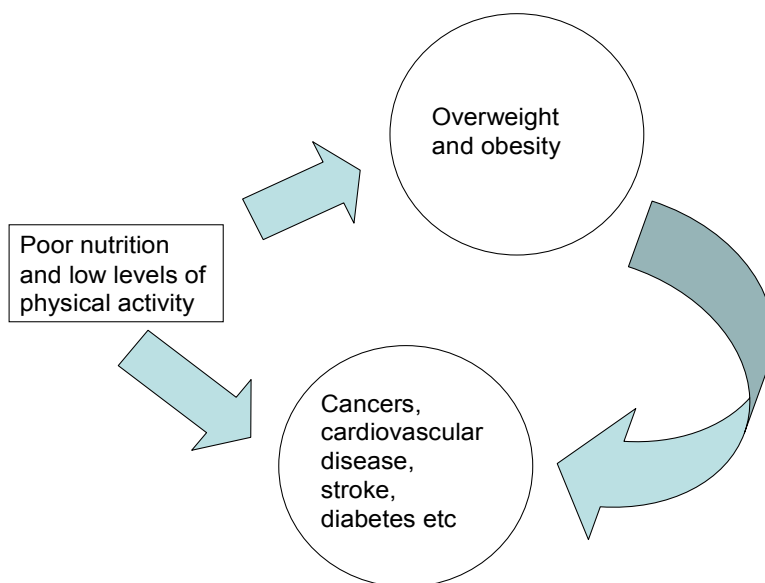 Overweight
and obesity
Poor nutrition
and low levels of
physical activity
Cancers,
cardiovascular
disease,
stroke,
diabetes etc